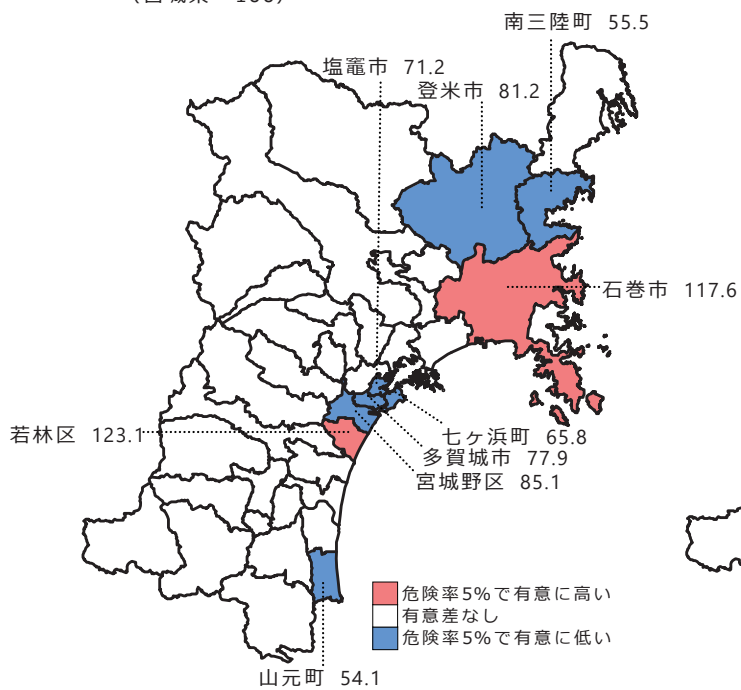 南三陸町 55.5
塩竈市 71.2
登米市 81.2
石巻市 117.6
若林区 123.1
七ヶ浜町 65.8
多賀城市 77.9
宮城野区 85.1
危険率5%で有意に高い
有意差なし
危険率5%で有意に低い
山元町 54.1